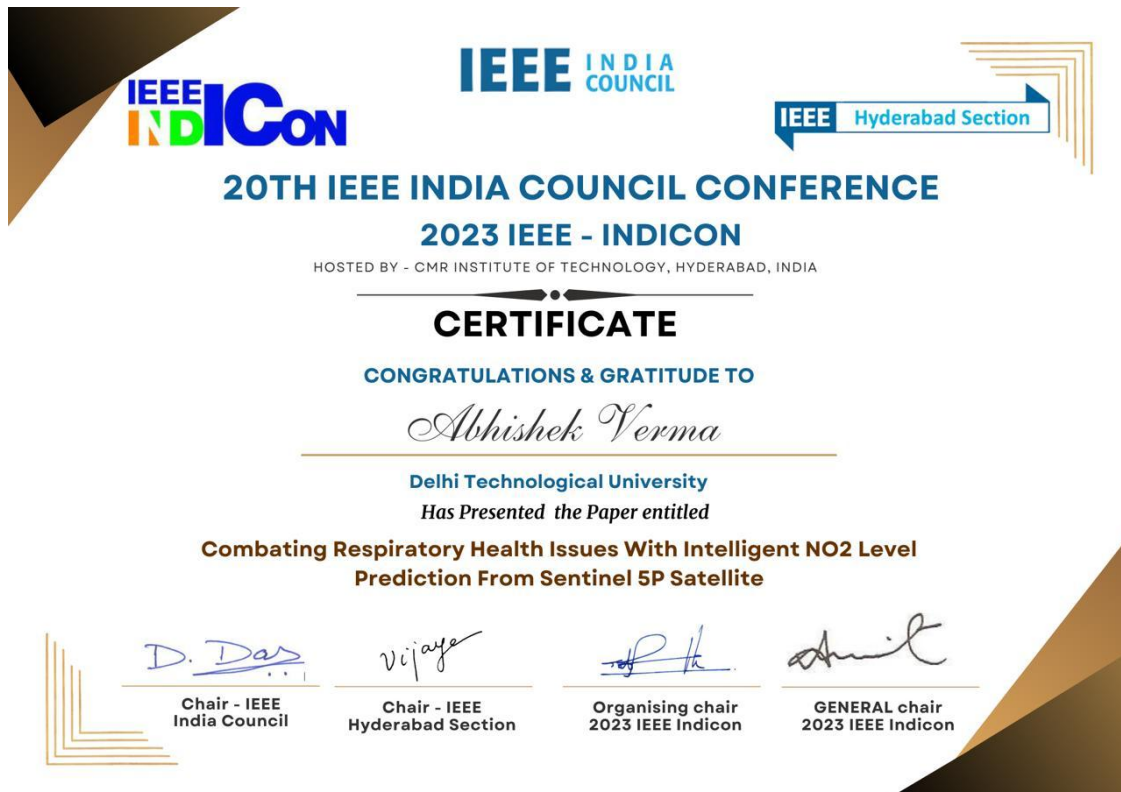 IEEE INDIA COUNCIL
IEEE INDICON
IEEE Hyderabad Section
20TH IEEE INDIA COUNCIL CONFERENCE
2023 IEEE - INDICON
HOSTED BY - CMR INSTITUTE OF TECHNOLOGY, HYDERABAD, INDIA
CERTIFICATE
CONGRATULATIONS & GRATITUDE TO
Abhishek Verma
Delhi Technological University
Has Presented the Paper entitled
Combating Respiratory Health Issues With Intelligent NO2 Level
Prediction From Sentinel 5P Satellite
D. Das
Vijaye
Amit
Chair - IEEE
India Council
Chair - IEEE
Hyderabad Section
Organising chair
2023 IEEE Indicon
GENERAL chair
2023 IEEE Indicon